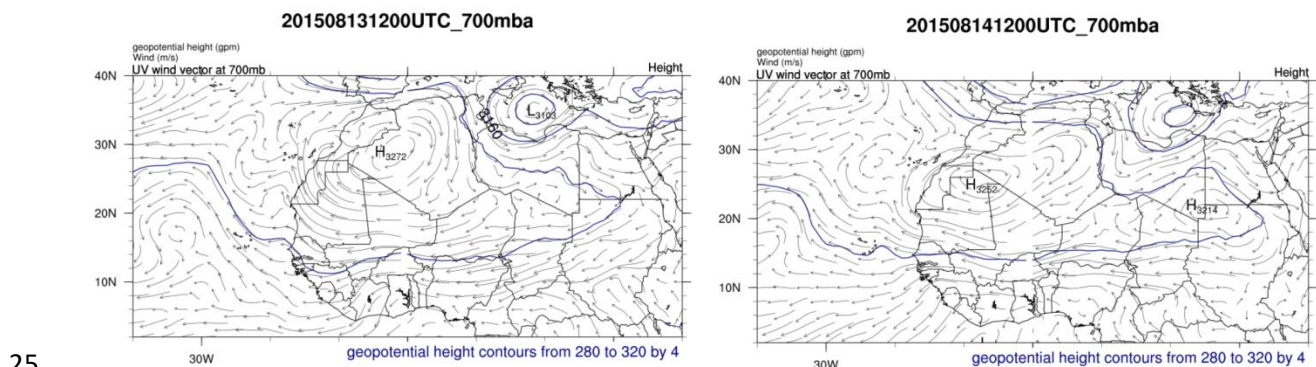 201508131200UTC_700mba
geopotential height (gpm)
Wind (m/s)
UV wind vector at 700mb
Height
40N
30N
20N
10N
30W
L3103
3160
H3272
geopotential height contours from 280 to 320 by 4
201508141200UTC_700mba
geopotential height (gpm)
Wind (m/s)
UV wind vector at 700mb
Height
40N
30N
20N
10N
30W
H3252
H3214
geopotential height contours from 280 to 320 by 4
25